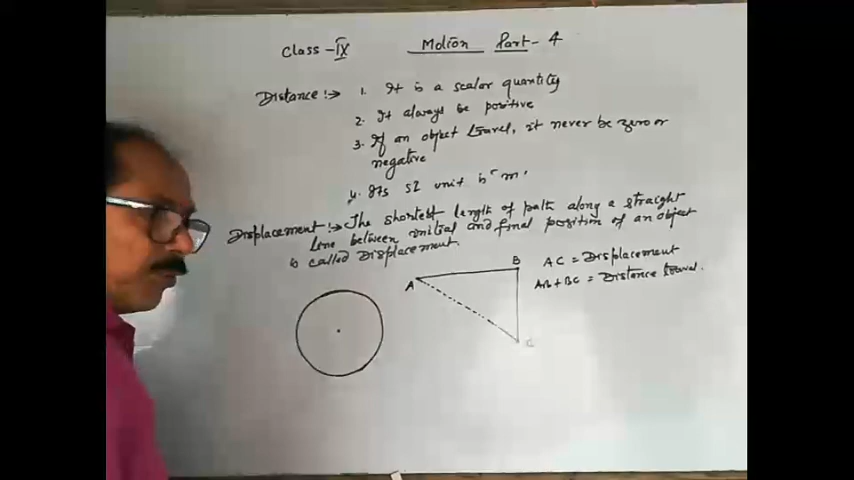 Class - IX Motion Part - 4
Distance :→ 1. It is a scalar quantity
2. It always be positive
3. If an object travel, it never be zero or
negative
4. Its SI unit is "m"
Displacement :→ The shortest length of path along a straight
line between initial and final position of an object
is called Displacement.
A B C
AC = Displacement
AB + BC = Distance travel.